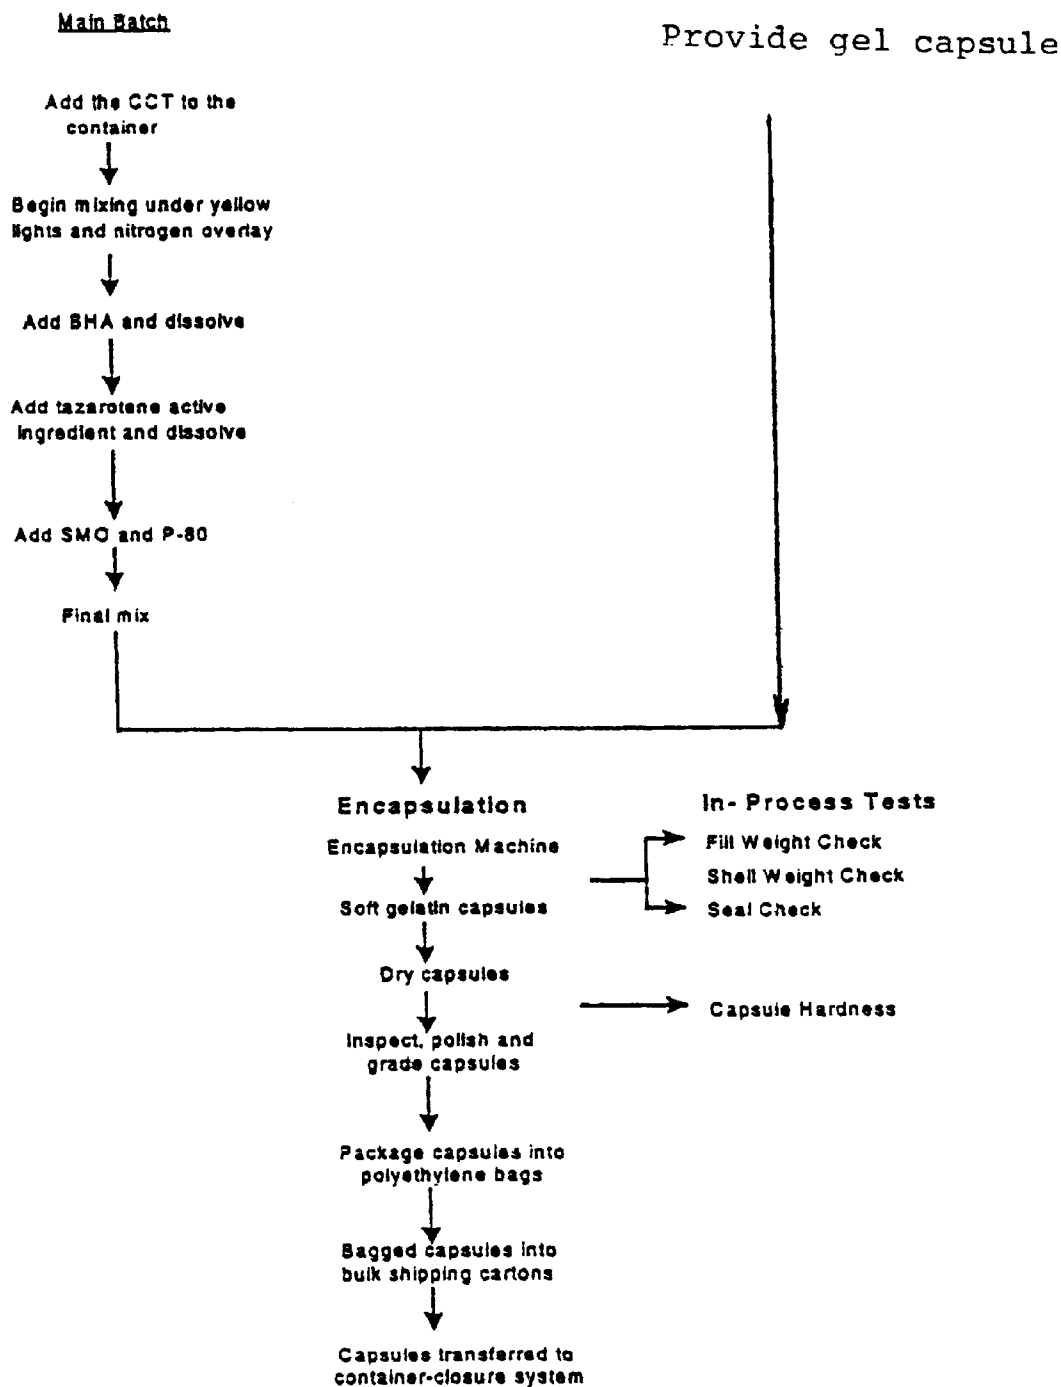 Main Batch
Provide gel capsule
Add the CCT to the
container
Begin mixing under yellow
lights and nitrogen overlay
Add BHA and dissolve
Add tazarotene active
ingredient and dissolve
Add SMO and P-80
Final mix
Encapsulation
Encapsulation Machine
Soft gelatin capsules
Dry capsules
Inspect, polish and
grade capsules
Package capsules into
polyethylene bags
Bagged capsules into
bulk shipping cartons
Capsules transferred to
container-closure system
In- Process Tests
Fill Weight Check
Shell Weight Check
Seal Check
Capsule Hardness